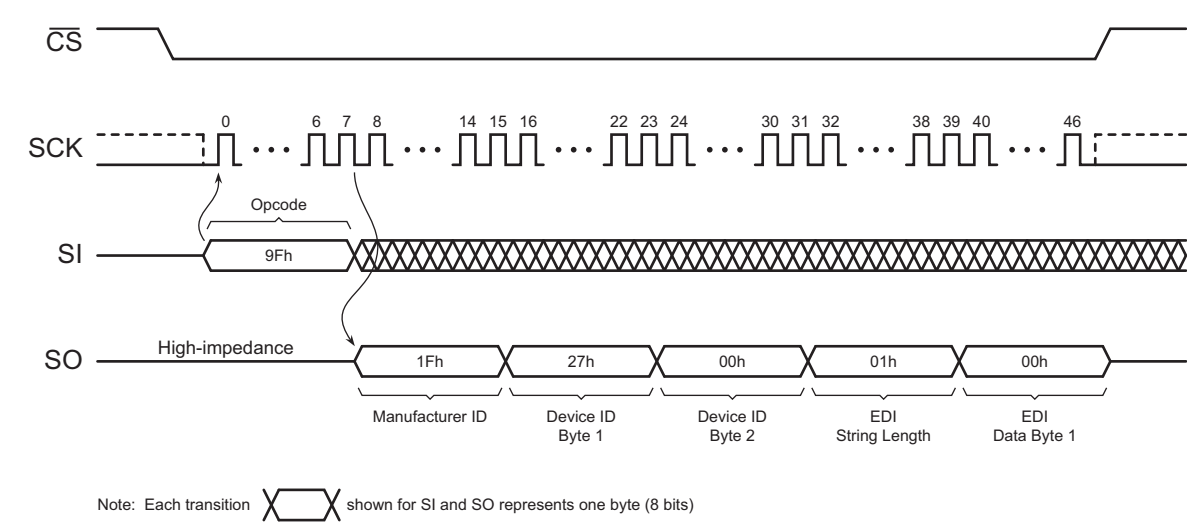 CS
SCK
0 6 7 8 14 15 16 22 23 24 30 31 32 38 39 40 46
Opcode
SI
9Fh
High-impedance
SO
1Fh 27h 00h 01h 00h
Manufacturer ID Device ID Device ID EDI EDI
Byte 1 Byte 2 String Length Data Byte 1
Note: Each transition shown for SI and SO represents one byte (8 bits)